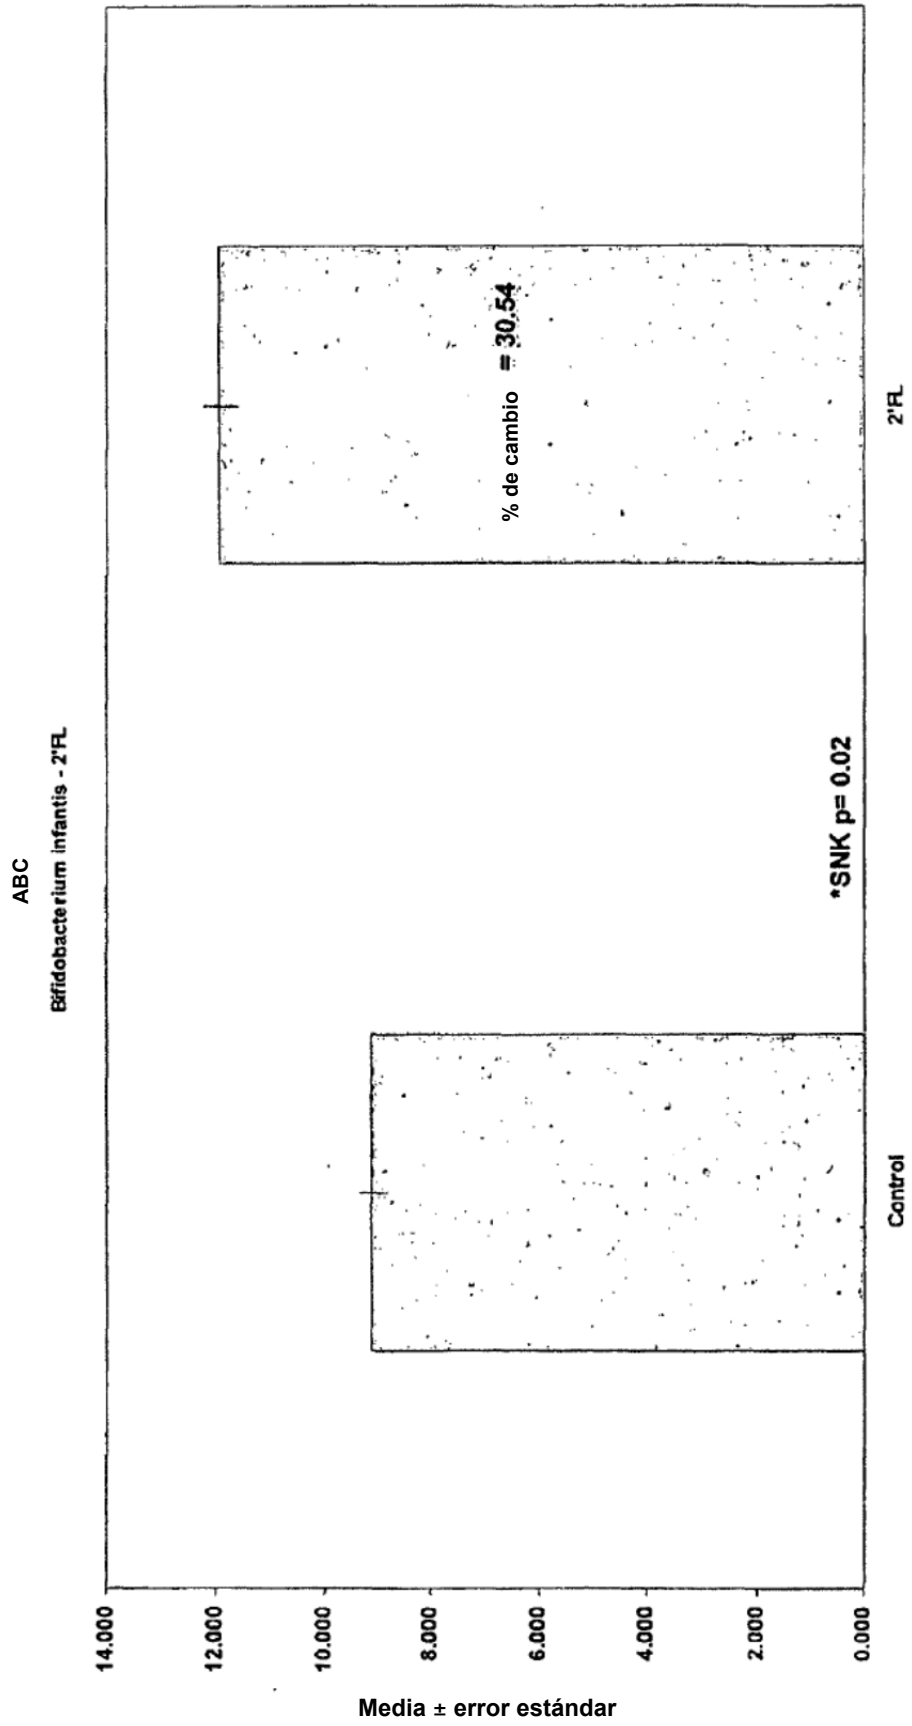 ABC
Bifidobacterium infantis - 2'FL
Media ± error estándar
14.000
12.000
10.000
8.000
6.000
4.000
2.000
0.000
% de cambio = 30.54
*SNK p= 0.02
Control
2'FL